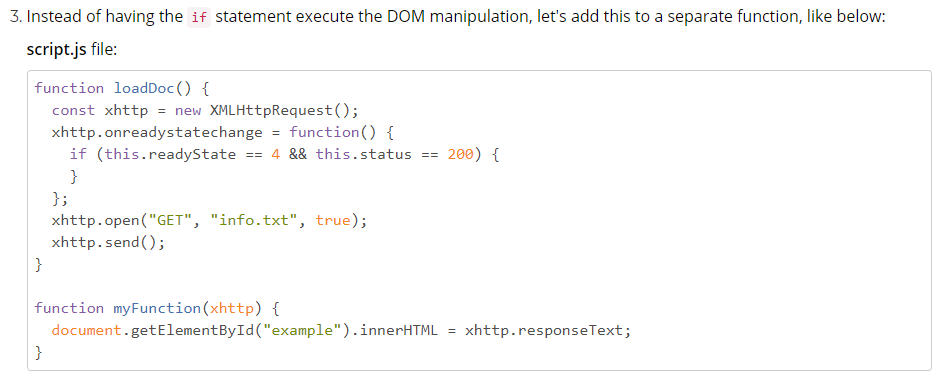 3. Instead of having the if statement execute the DOM manipulation, let's add this to a separate function, like below:
script.js file:
function loadDoc() {
  const xhttp = new XMLHttpRequest();
  xhttp.onreadystatechange = function() {
    if (this.readyState == 4 && this.status == 200) {
    }
  };
  xhttp.open("GET", "info.txt", true);
  xhttp.send();
}

function myFunction(xhttp) {
  document.getElementById("example").innerHTML = xhttp.responseText;
}